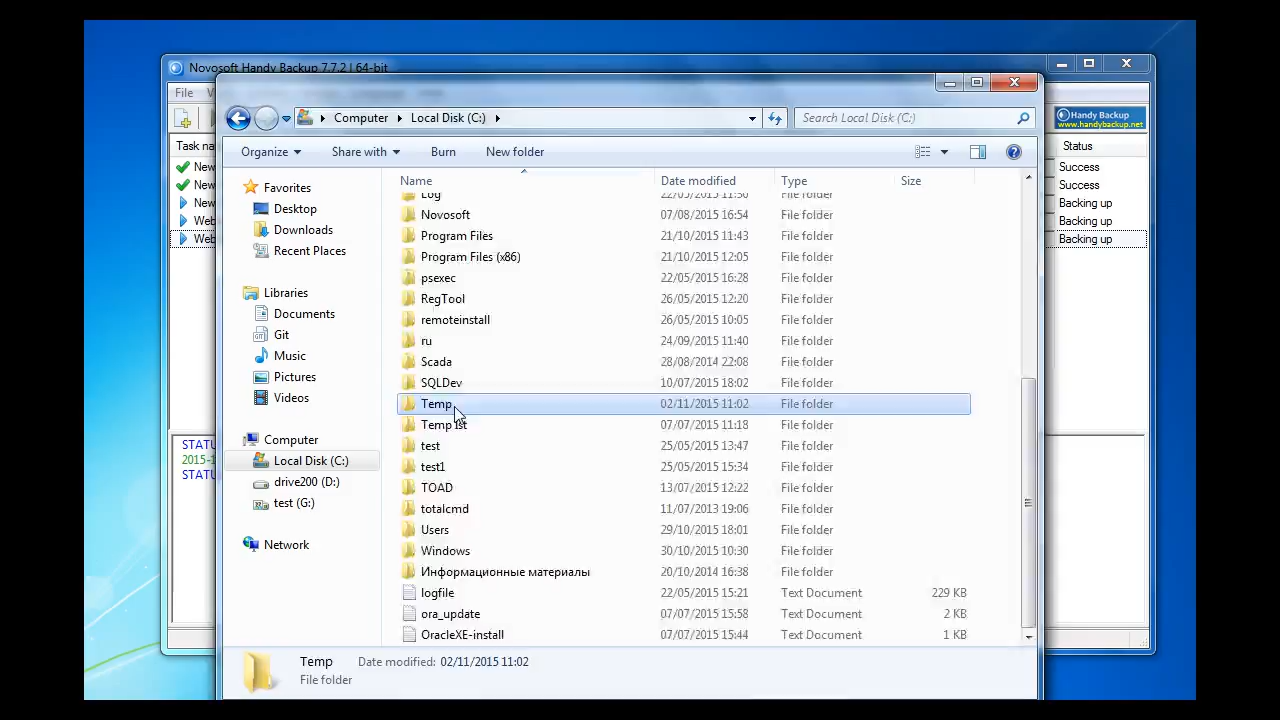 Novosoft Handy Backup 7.7.2 | 64-bit
File
Computer
Local Disk (C:)
Search Local Disk (C:)
Handy Backup
www.handybackup.net
Organize
Share with
Burn
New folder
Task na
Status
Name
Date modified
Type
Size
New
Success
New
Success
New
Backing up
Web
Backing up
Web
Backing up
Favorites
Desktop
Downloads
Recent Places
Libraries
Documents
Git
Music
Pictures
Videos
Computer
Local Disk (C:)
drive200 (D:)
test (G:)
Network
Log 22/05/2015 11:50 File folder
Novosoft 07/08/2015 16:54 File folder
Program Files 21/10/2015 11:43 File folder
Program Files (x86) 21/10/2015 12:05 File folder
psexec 22/05/2015 16:28 File folder
RegTool 26/05/2015 12:20 File folder
remoteinstall 26/05/2015 10:05 File folder
ru 24/09/2015 11:40 File folder
Scada 28/08/2014 22:08 File folder
SQLDev 10/07/2015 18:02 File folder
Temp 02/11/2015 11:02 File folder
07/07/2015 11:18 File folder
test 25/05/2015 13:47 File folder
test1 25/05/2015 15:34 File folder
TOAD 13/07/2015 12:22 File folder
totalcmd 11/07/2013 19:06 File folder
Users 29/10/2015 18:01 File folder
Windows 30/10/2015 10:30 File folder
Информационные материалы 20/10/2014 16:38 File folder
logfile 22/05/2015 15:21 Text Document 229 KB
ora_update 07/07/2015 15:58 Text Document 2 KB
OracleXE-install 07/07/2015 15:44 Text Document 1 KB
STATU
2015-1
STATU
Temp Date modified: 02/11/2015 11:02
File folder